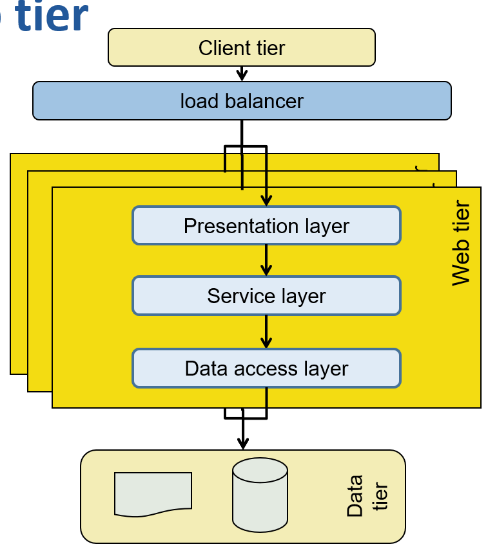 tier
Client tier
load balancer
Presentation layer
Service layer
Data access layer
Web tier
Data
tier